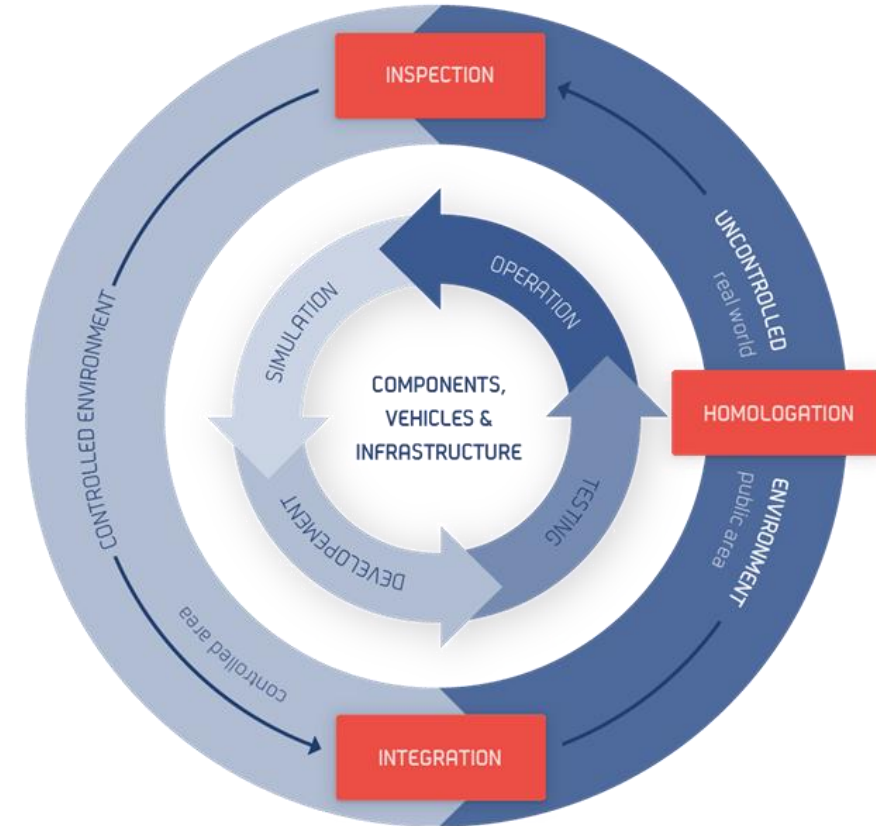 INSPECTION
UNCONTROLLED
real world
OPERATION
SIMULATION
CONTROLLED ENVIRONMENT
COMPONENTS,
VEHICLES &
INFRASTRUCTURE
HOMOLOGATION
TESTING
ENVIRONMENT
public area
DEVELOPEMENT
controlled area
INTEGRATION